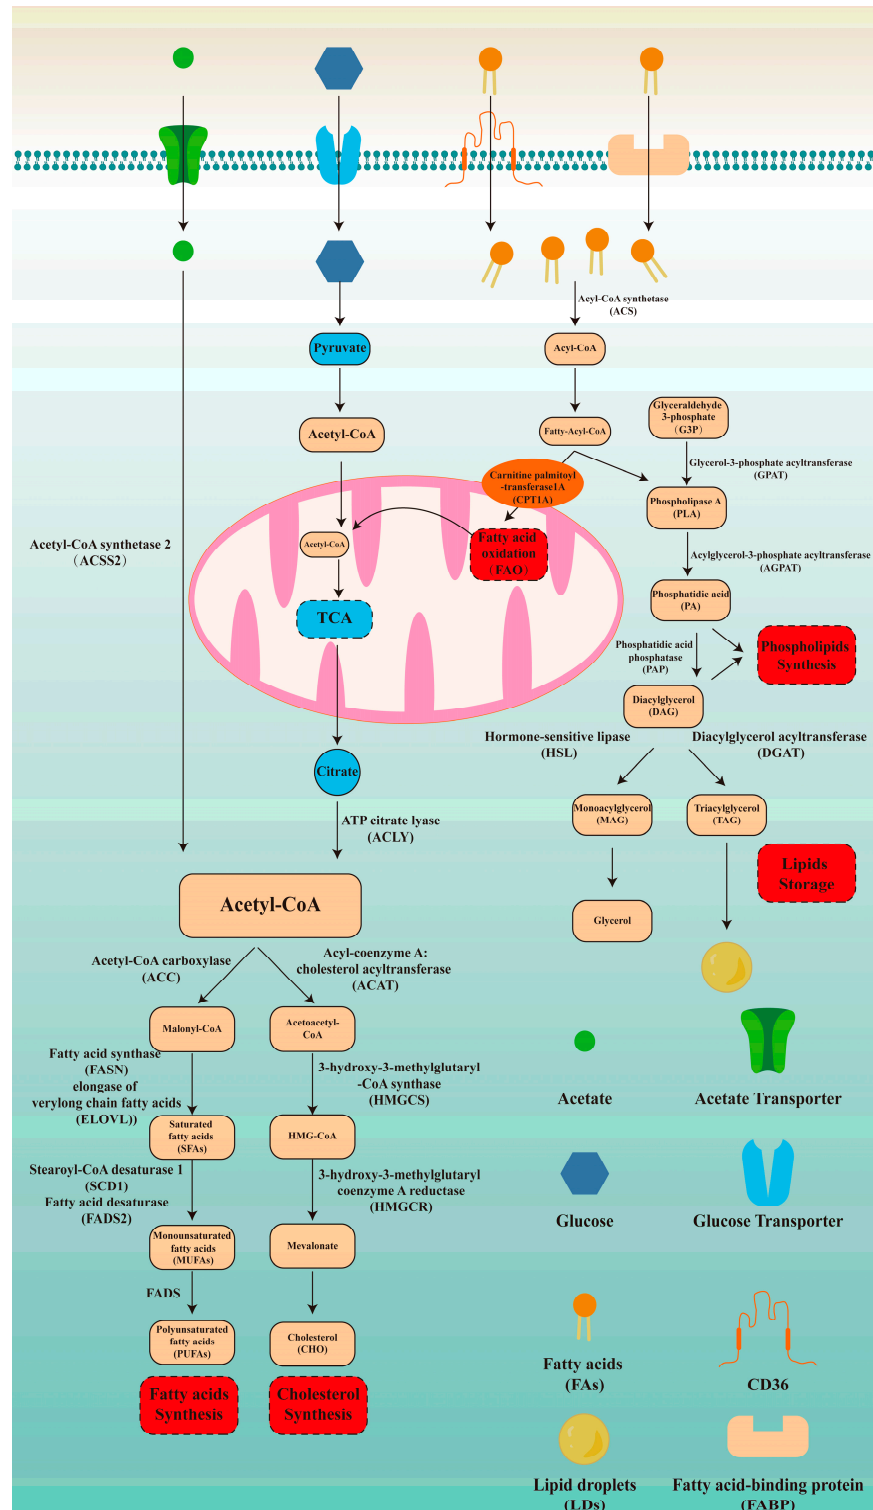 Acyl-CoA synthetase
(ACS)
Pyruvate
Acyl-CoA
Acetyl-CoA
Fatty-Acyl-CoA
Glyceraldehyde
3-phosphate
(G3P)
Glycerol-3-phosphate acyltransferase
(GPAT)
Carnitine palmitoyl
-transferase1A
(CPT1A)
Phospholipase A
(PLA)
Acetyl-CoA synthetase 2
(ACSS2)
Acetyl-CoA
Fatty acid
oxidation
(FAO)
Acylglycerol-3-phosphate acyltransferase
(AGPAT)
TCA
Phosphatidic acid
(PA)
Phosphatidic acid
phosphatase
(PAP)
Phospholipids
Synthesis
Diacylglycerol
(DAG)
Hormone-sensitive lipase
(HSL)
Diacylglycerol acyltransferase
(DGAT)
Citrate
ATP citrate lyase
(ACLY)
Monoacylglycerol
(MAG)
Triacylglycerol
(TAG)
Lipids
Storage
Acetyl-CoA
Glycerol
Acetyl-CoA carboxylase
(ACC)
Acyl-coenzyme A:
cholesterol acyltransferase
(ACAT)
Malonyl-CoA
Acetoacetyl-
CoA
Fatty acid synthase
(FASN)
elongase of
verylong chain fatty acids
(ELOVL))
3-hydroxy-3-methylglutaryl
-CoA synthase
(HMGCS)
Acetate
Acetate Transporter
Saturated
fatty acids
(SFAs)
HMG-CoA
Stearoyl-CoA desaturase 1
(SCD1)
Fatty acid desaturase
(FADS2)
3-hydroxy-3-methylglutaryl
coenzyme A reductase
(HMGCR)
Glucose
Glucose Transporter
Monounsaturated
fatty acids
(MUFAs)
Mevalonate
FADS
Polyunsaturated
fatty acids
(PUFAs)
Cholesterol
(CHO)
Fatty acids
(FAs)
CD36
Fatty acids
Synthesis
Cholesterol
Synthesis
Lipid droplets
(LDs)
Fatty acid-binding protein
(FABP)